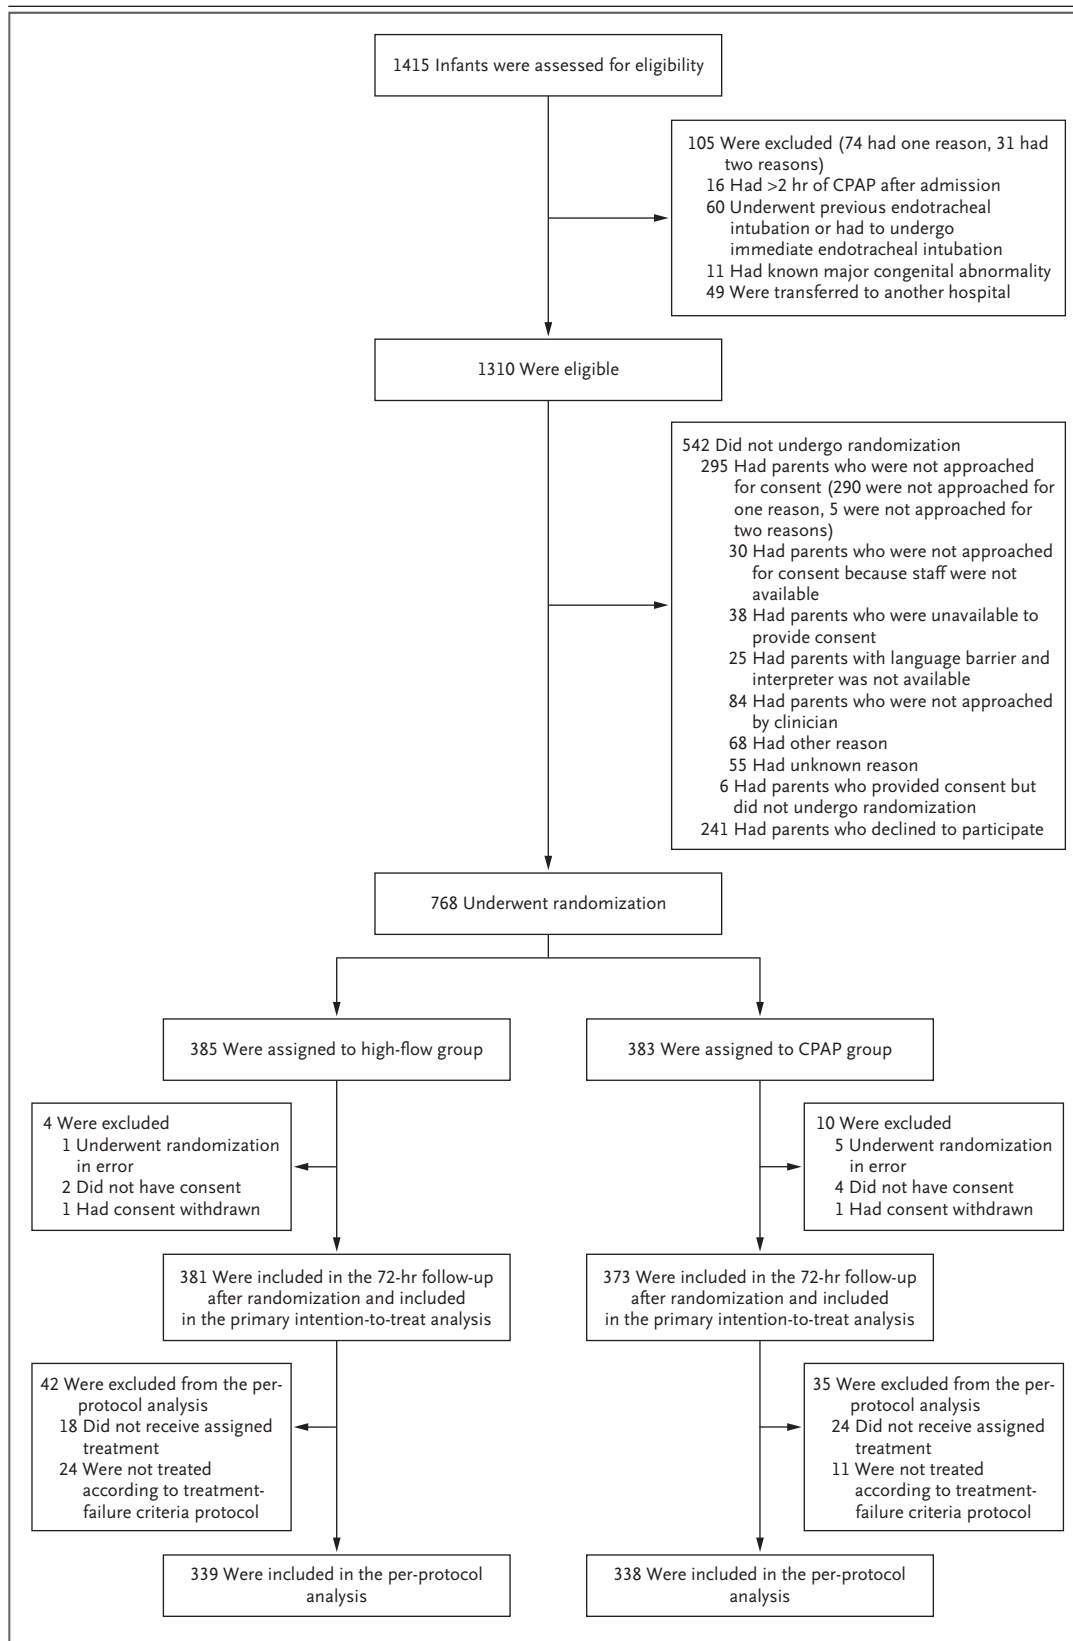 1415 Infants were assessed for eligibility
105 Were excluded (74 had one reason, 31 had
two reasons)
16 Had >2 hr of CPAP after admission
60 Underwent previous endotracheal
intubation or had to undergo
immediate endotracheal intubation
11 Had known major congenital abnormality
49 Were transferred to another hospital
1310 Were eligible
542 Did not undergo randomization
295 Had parents who were not approached
for consent (290 were not approached for
one reason, 5 were not approached for
two reasons)
30 Had parents who were not approached
for consent because staff were not
available
38 Had parents who were unavailable to
provide consent
25 Had parents with language barrier and
interpreter was not available
84 Had parents who were not approached
by clinician
68 Had other reason
55 Had unknown reason
6 Had parents who provided consent but
did not undergo randomization
241 Had parents who declined to participate
768 Underwent randomization
385 Were assigned to high-flow group
383 Were assigned to CPAP group
4 Were excluded
1 Underwent randomization
in error
2 Did not have consent
1 Had consent withdrawn
10 Were excluded
5 Underwent randomization
in error
4 Did not have consent
1 Had consent withdrawn
381 Were included in the 72-hr follow-up
after randomization and included
in the primary intention-to-treat analysis
373 Were included in the 72-hr follow-up
after randomization and included
in the primary intention-to-treat analysis
42 Were excluded from the per-
protocol analysis
18 Did not receive assigned
treatment
24 Were not treated
according to treatment-
failure criteria protocol
35 Were excluded from the per-
protocol analysis
24 Did not receive assigned
treatment
11 Were not treated
according to treatment-
failure criteria protocol
339 Were included in the per-protocol
analysis
338 Were included in the per-protocol
analysis